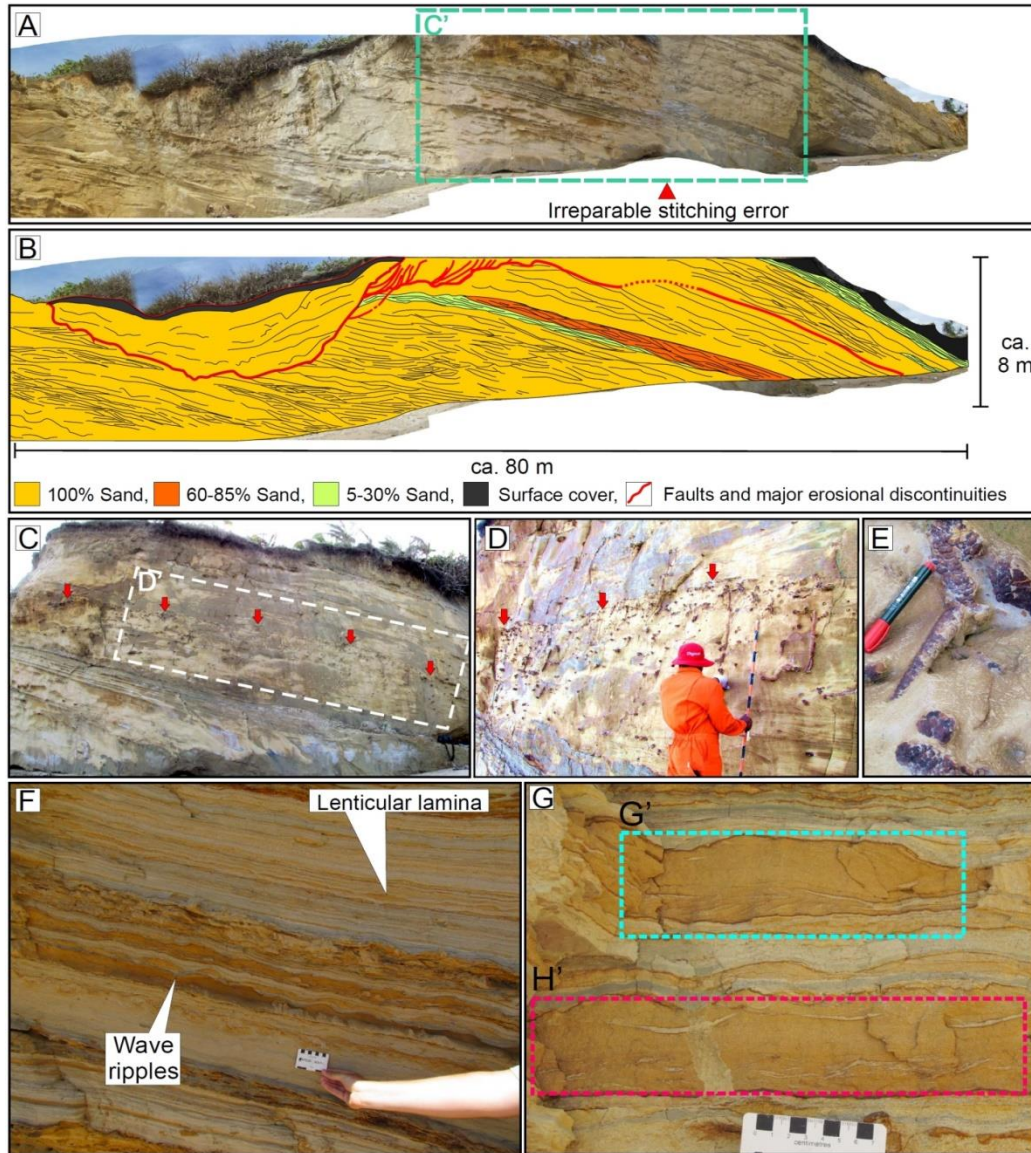 A
C’
Irreparable stitching error
B
ca.
8 m
ca. 80 m
100% Sand, 60-85% Sand, 5-30% Sand, Surface cover, Faults and major erosional discontinuities
C
D’
D
E
F
Lenticular lamina
Wave
ripples
G
G’
H’
centimetres